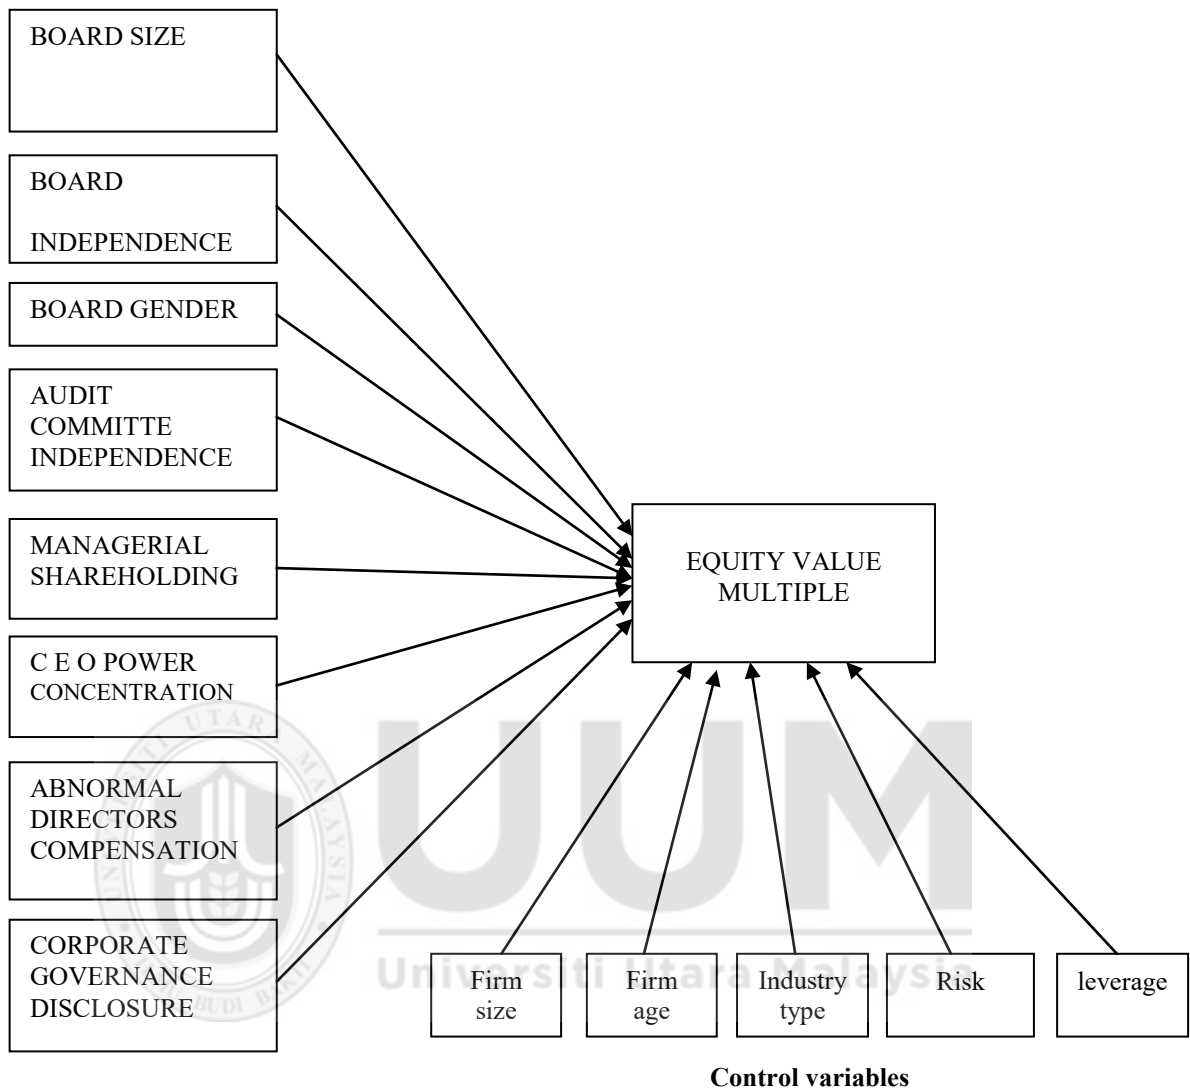 BOARD SIZE
BOARD
INDEPENDENCE
BOARD GENDER
AUDIT
COMMITTE
INDEPENDENCE
MANAGERIAL
SHAREHOLDING
C E O POWER
CONCENTRATION
ABNORMAL
DIRECTORS
COMPENSATION
CORPORATE
GOVERNANCE
DISCLOSURE
EQUITY VALUE
MULTIPLE
Firm
size
Firm
age
Industry
type
Risk
leverage
Control variables
UUM
Universiti Utara Malaysia